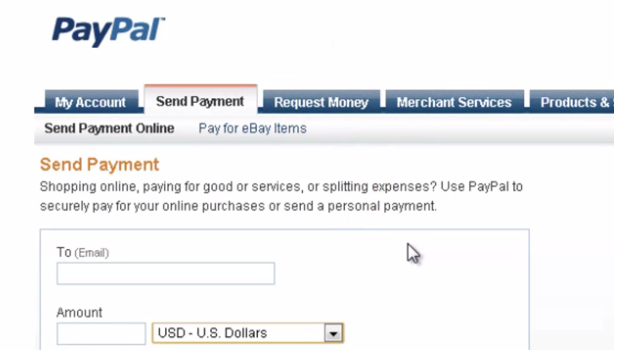 PayPal
My Account Send Payment Request Money Merchant Services Products &
Send Payment Online Pay for eBay Items
Send Payment
Shopping online, paying for good or services, or splitting expenses? Use PayPal to
securely pay for your online purchases or send a personal payment.
To (Email)
Amount
USD - U.S. Dollars